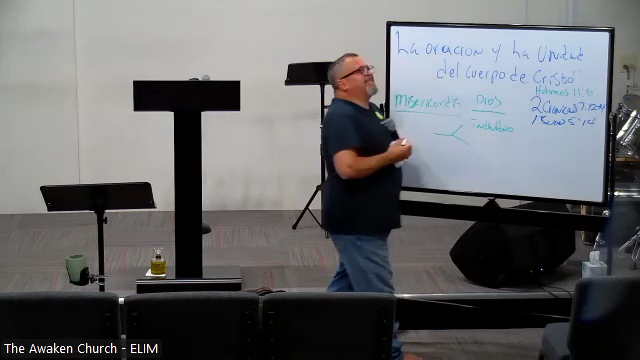 La oración y La Unidad
del Cuerpo de Cristo"
Hebreos 11:6
Misericordia Dios
2 Cronicas 7:12-14
The Awaken Church - ELIM